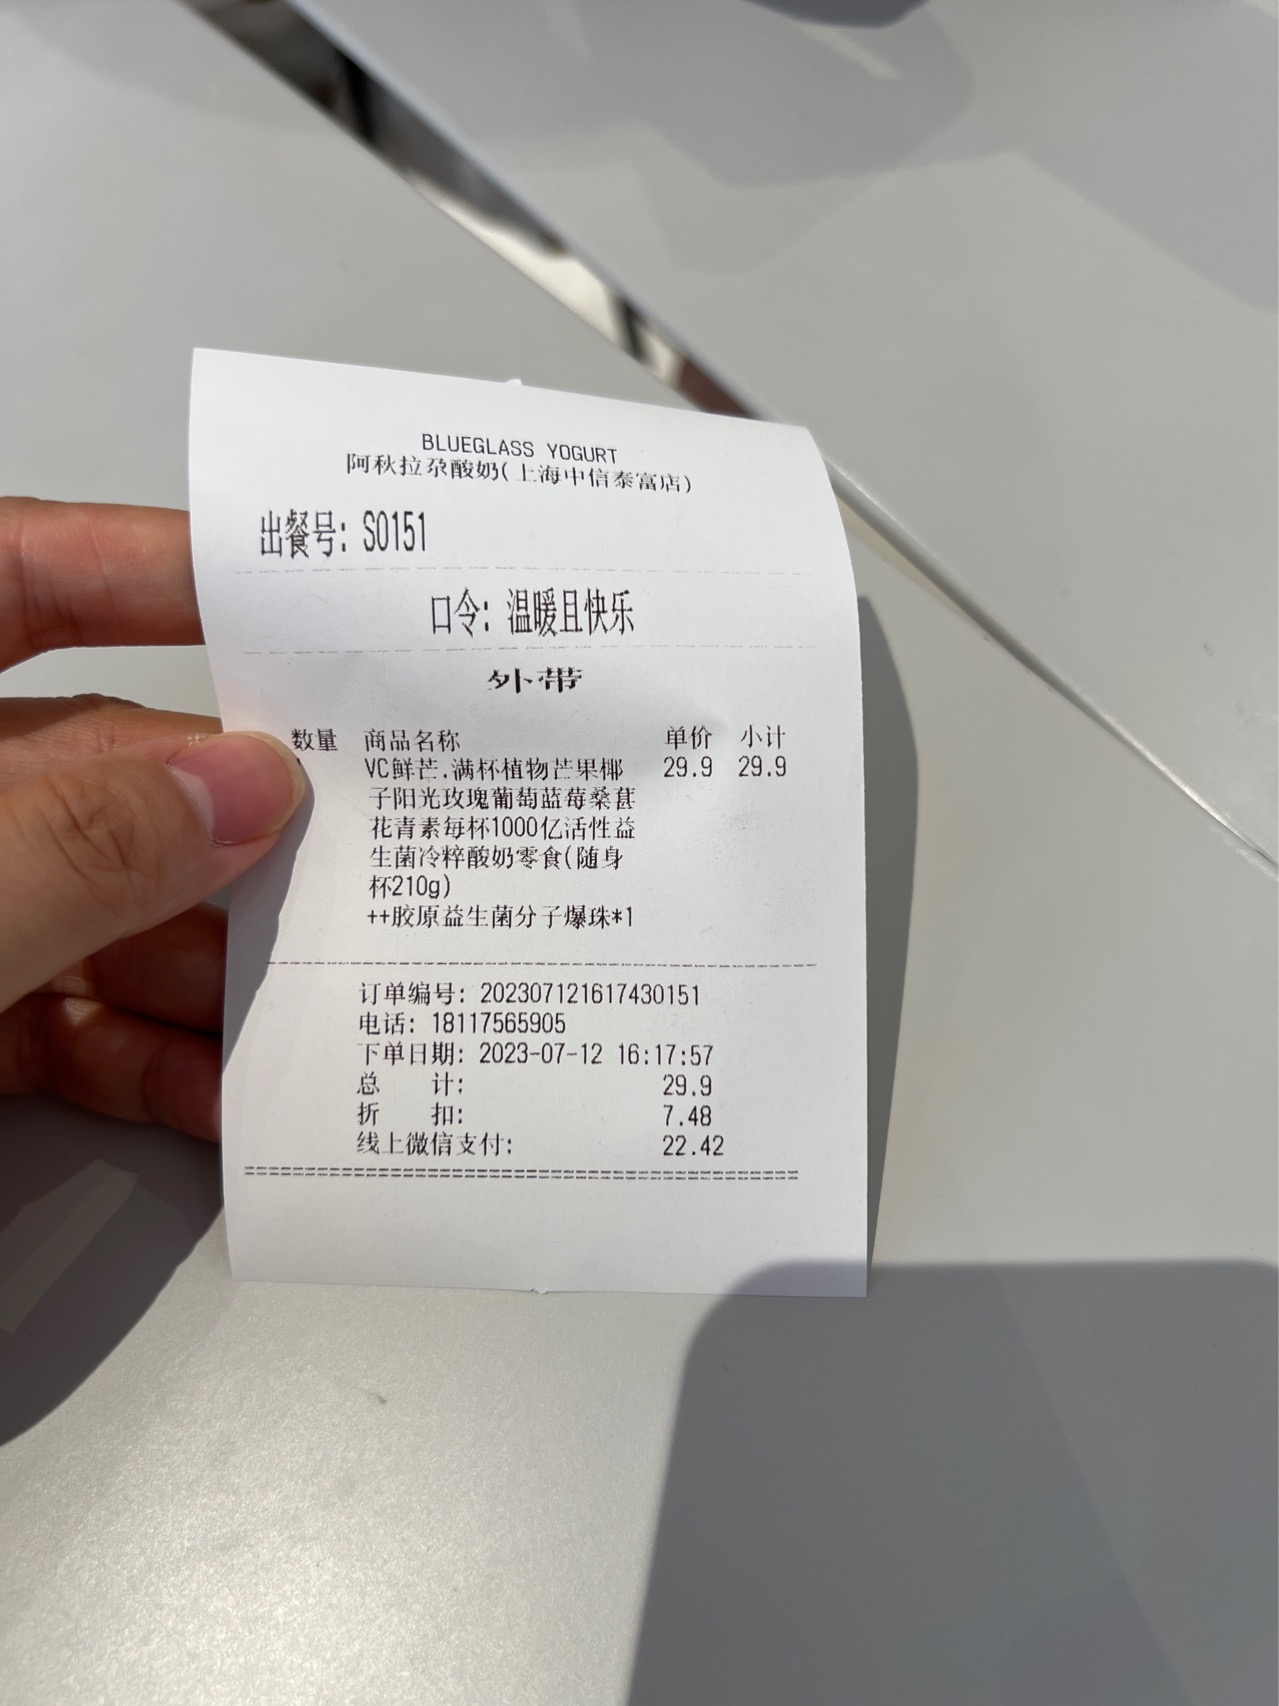 BLUEGLASS YOGURT
阿秋拉尕酸奶(上海中信泰富店)
出餐号: S0151
口令: 温暖且快乐
外带
数量 商品名称 单价 小计
VC鲜芒.满杯植物芒果椰 29.9 29.9
子阳光玫瑰葡萄蓝莓桑葚
花青素每杯1000亿活性益
生菌冷粹酸奶零食(随身
杯210g)
++胶原益生菌分子爆珠*1
订单编号: 202307121617430151
电话: 18117565905
下单日期: 2023-07-12 16:17:57
总 计: 29.9
折 扣: 7.48
线上微信支付: 22.42